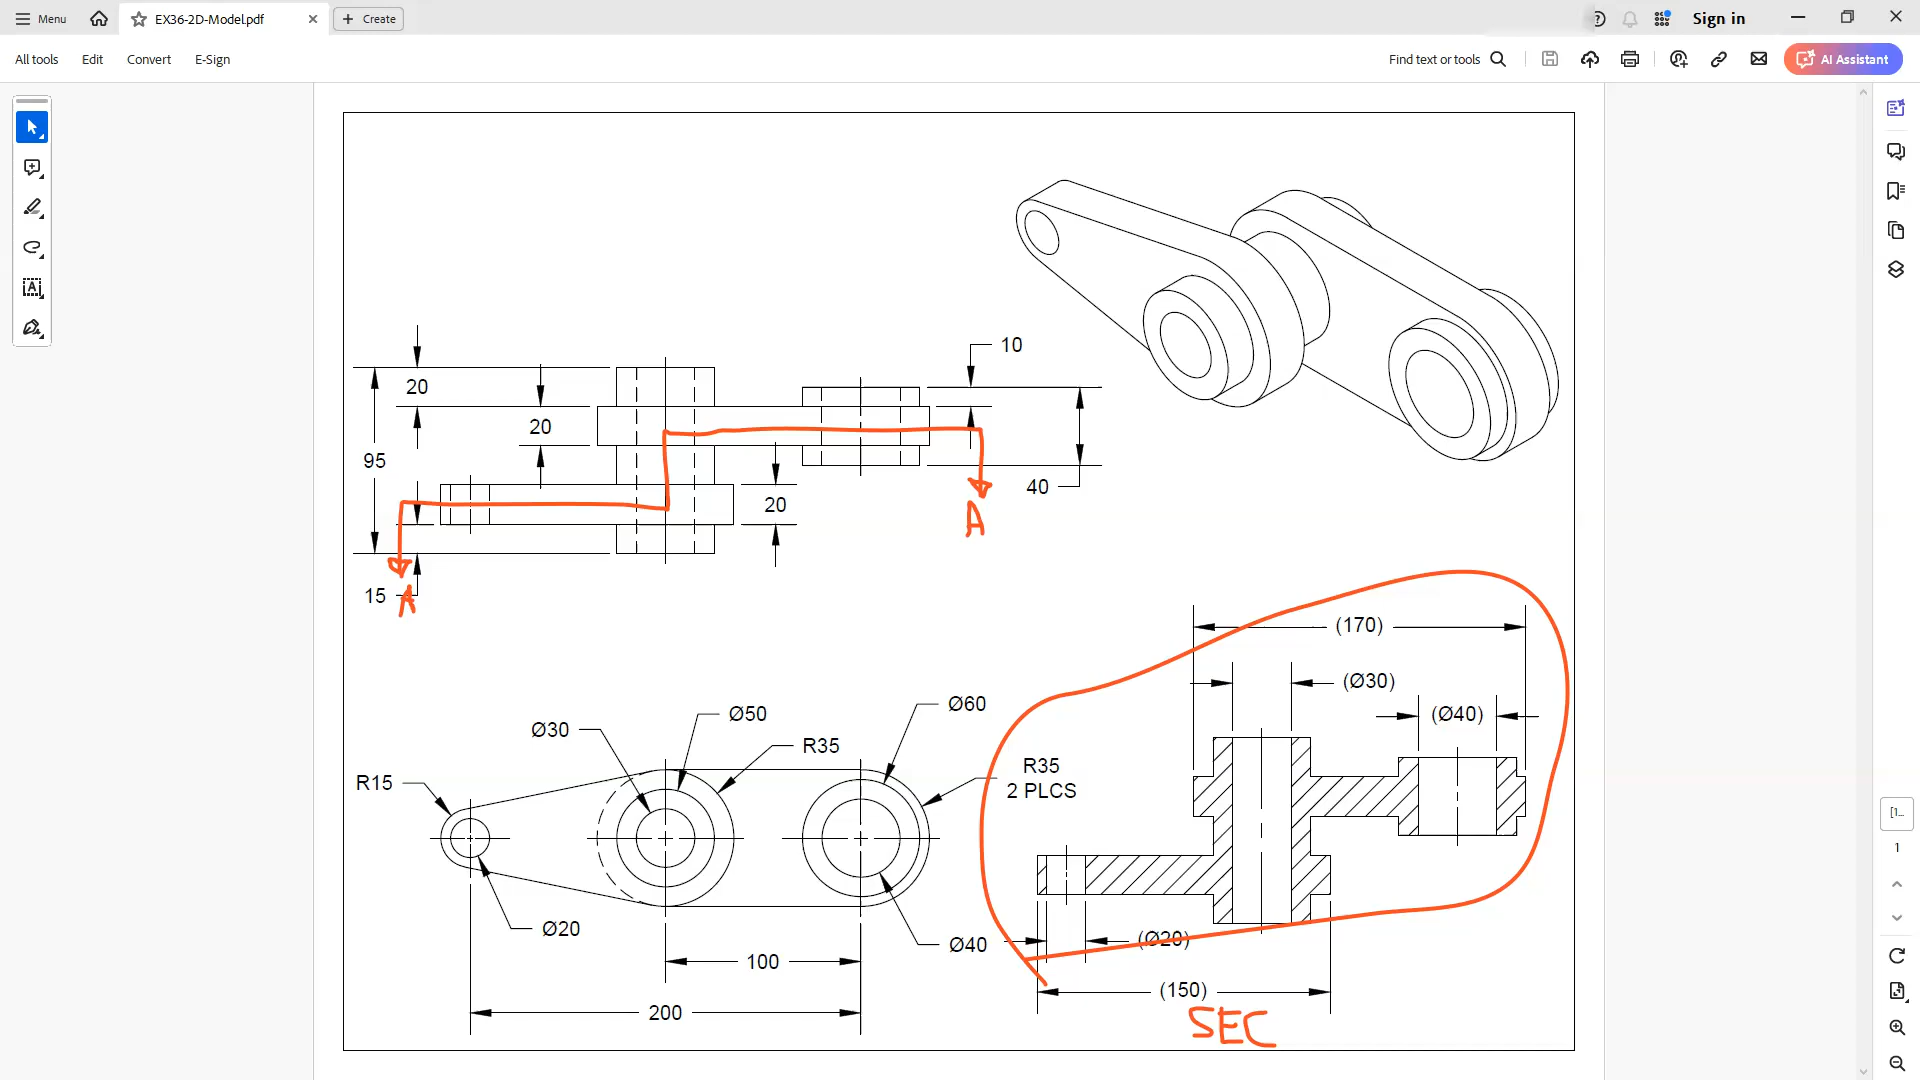 Menu
EX36-2D-Model.pdf
Create
Sign in
All tools
Edit
Convert
E-Sign
Find text or tools
AI Assistant
10
20
20
95
20
40
15
A
A
(170)
(Ø30)
(Ø40)
Ø60
Ø50
Ø30
R35
R15
R35
2 PLCS
Ø20
Ø40
(Ø20)
100
(150)
200
SEC
1